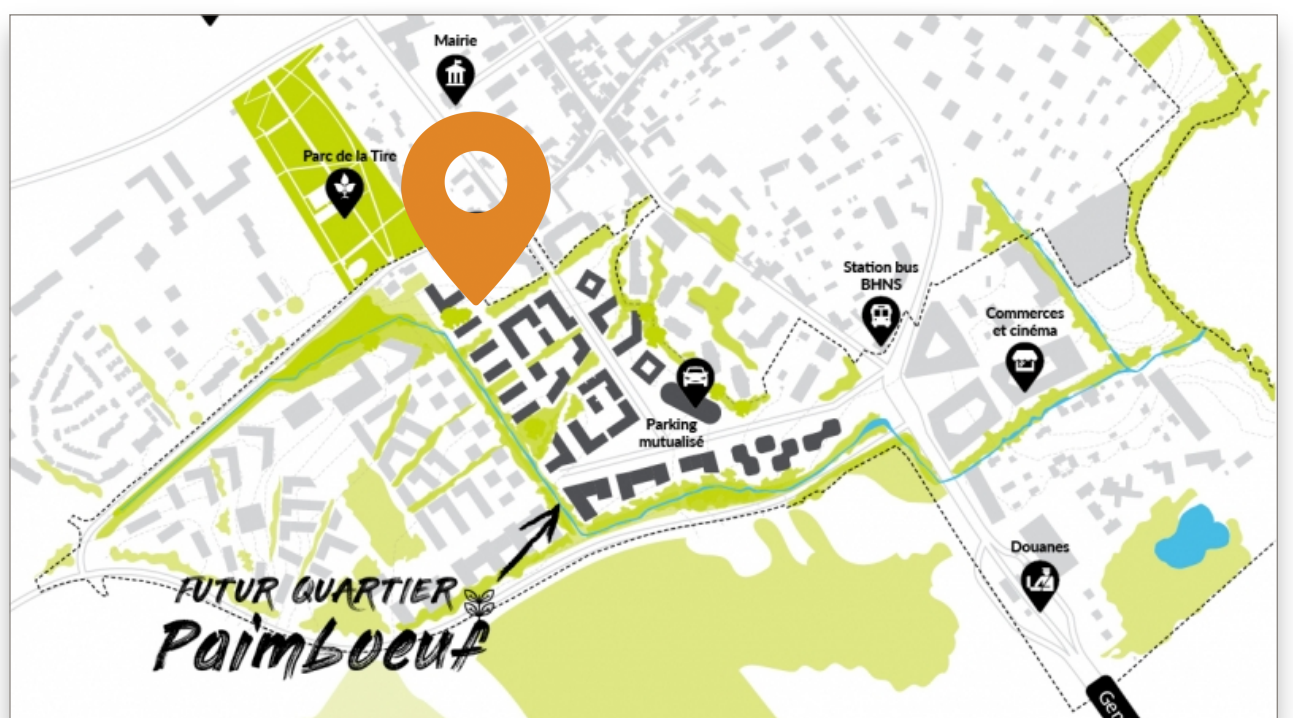 Mairie
Parc de la Tire
Station bus
BHNS
Commerces
et cinéma
Parking
mutualisé
Douanes
FUTUR QUARTIER
Paimboeuf